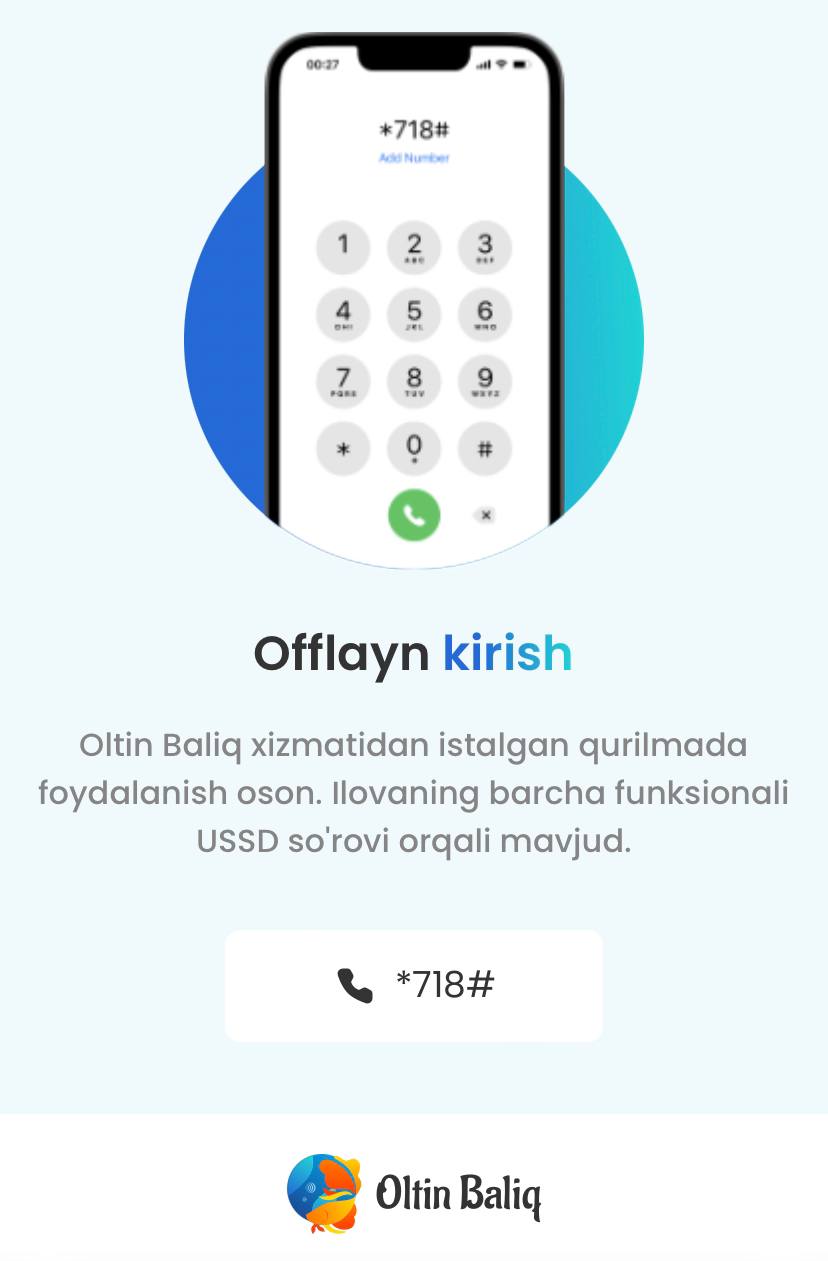 00:27
*718#
Add Number
1 2 3
ABC DEF
4 5 6
GHI JKL MNO
7 8 9
PQRS TUV WXYZ
* 0 #
+
Offlayn kirish
Oltin Baliq xizmatidan istalgan qurilmada
foydalanish oson. Ilovaning barcha funksionali
USSD so'rovi orqali mavjud.
*718#
Oltin Baliq